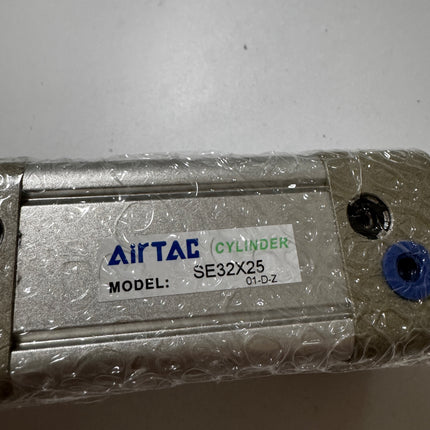 AirTAC CYLINDER
MODEL: SE32X25
01-D-Z